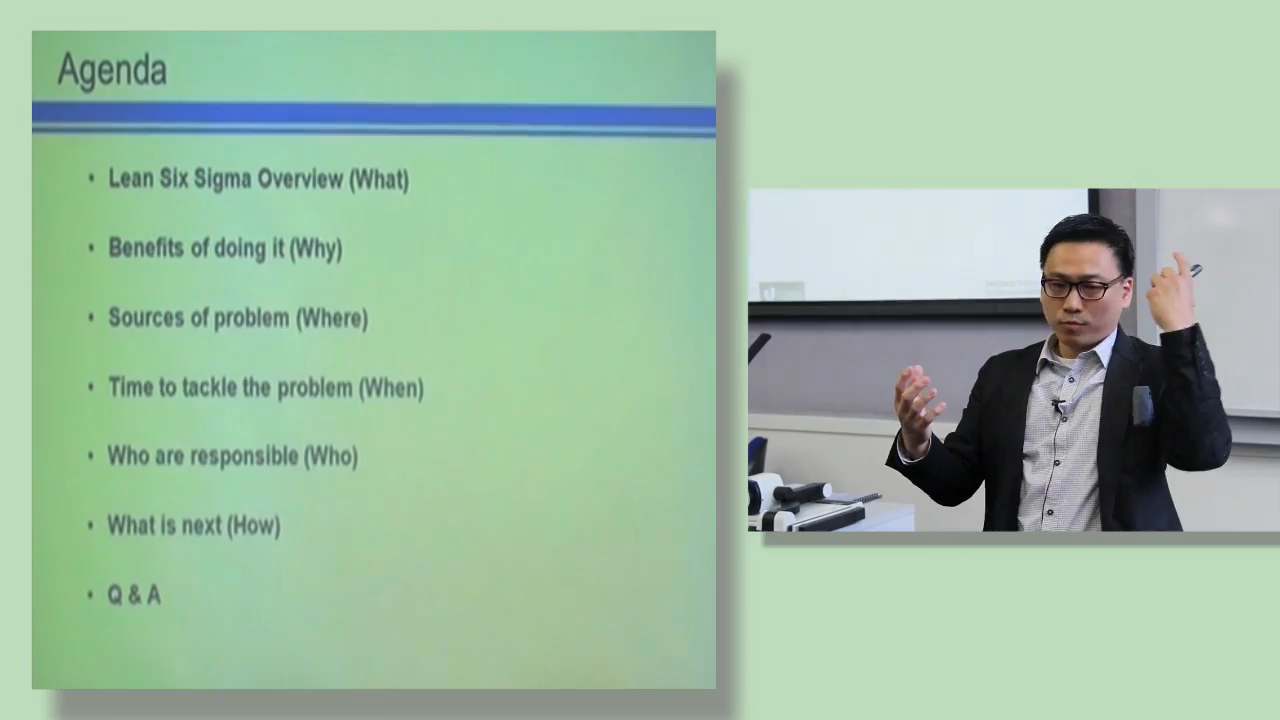 Agenda
• Lean Six Sigma Overview (What)
• Benefits of doing it (Why)
• Sources of problem (Where)
• Time to tackle the problem (When)
• Who are responsible (Who)
• What is next (How)
• Q & A